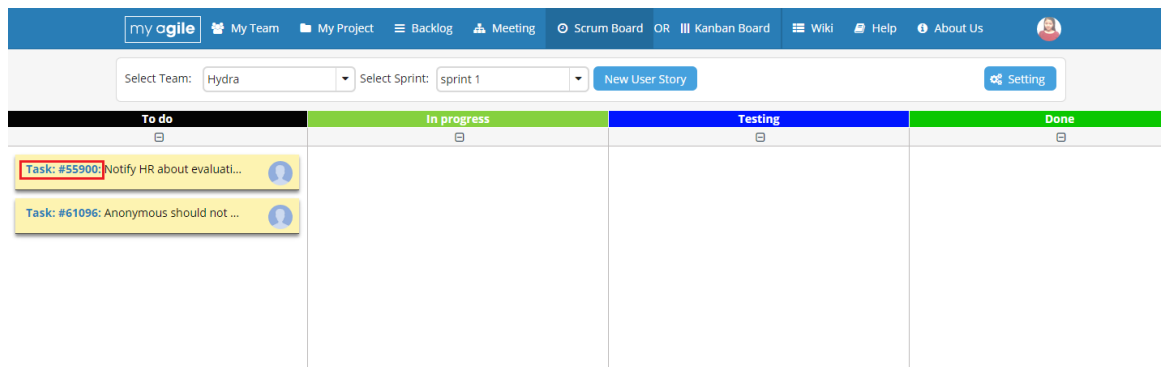 my agile My Team My Project Backlog Meeting Scrum Board OR Kanban Board Wiki Help About Us
Select Team: Hydra Select Sprint: sprint 1 New User Story Setting
To do In progress Testing Done
Task: #55900: Notify HR about evaluati...
Task: #61096: Anonymous should not ...